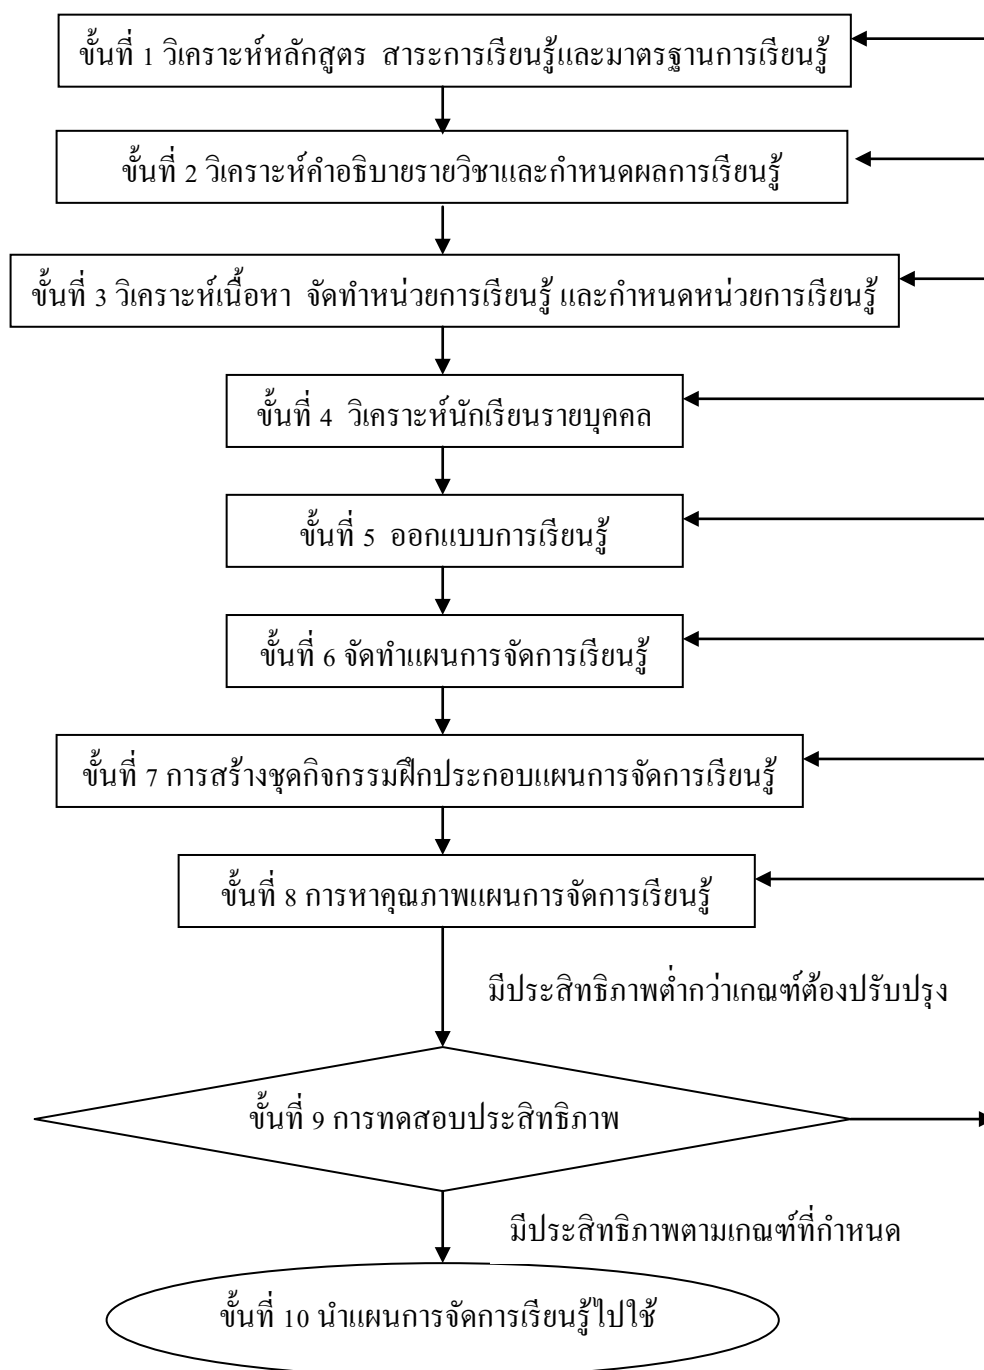 ขั้นที่ 1 วิเคราะห์หลักสูตร สาระการเรียนรู้และมาตรฐานการเรียนรู้
ขั้นที่ 2 วิเคราะห์คำอธิบายรายวิชาและกำหนดผลการเรียนรู้
ขั้นที่ 3 วิเคราะห์เนื้อหา จัดทำหน่วยการเรียนรู้ และกำหนดหน่วยการเรียนรู้
ขั้นที่ 4 วิเคราะห์นักเรียนรายบุคคล
ขั้นที่ 5 ออกแบบการเรียนรู้
ขั้นที่ 6 จัดทำแผนการจัดการเรียนรู้
ขั้นที่ 7 การสร้างชุดกิจกรรมฝึกประกอบแผนการจัดการเรียนรู้
ขั้นที่ 8 การหาคุณภาพแผนการจัดการเรียนรู้
มีประสิทธิภาพต่ำกว่าเกณฑ์ต้องปรับปรุง
ขั้นที่ 9 การทดสอบประสิทธิภาพ
มีประสิทธิภาพตามเกณฑ์ที่กำหนด
ขั้นที่ 10 นำแผนการจัดการเรียนรู้ไปใช้